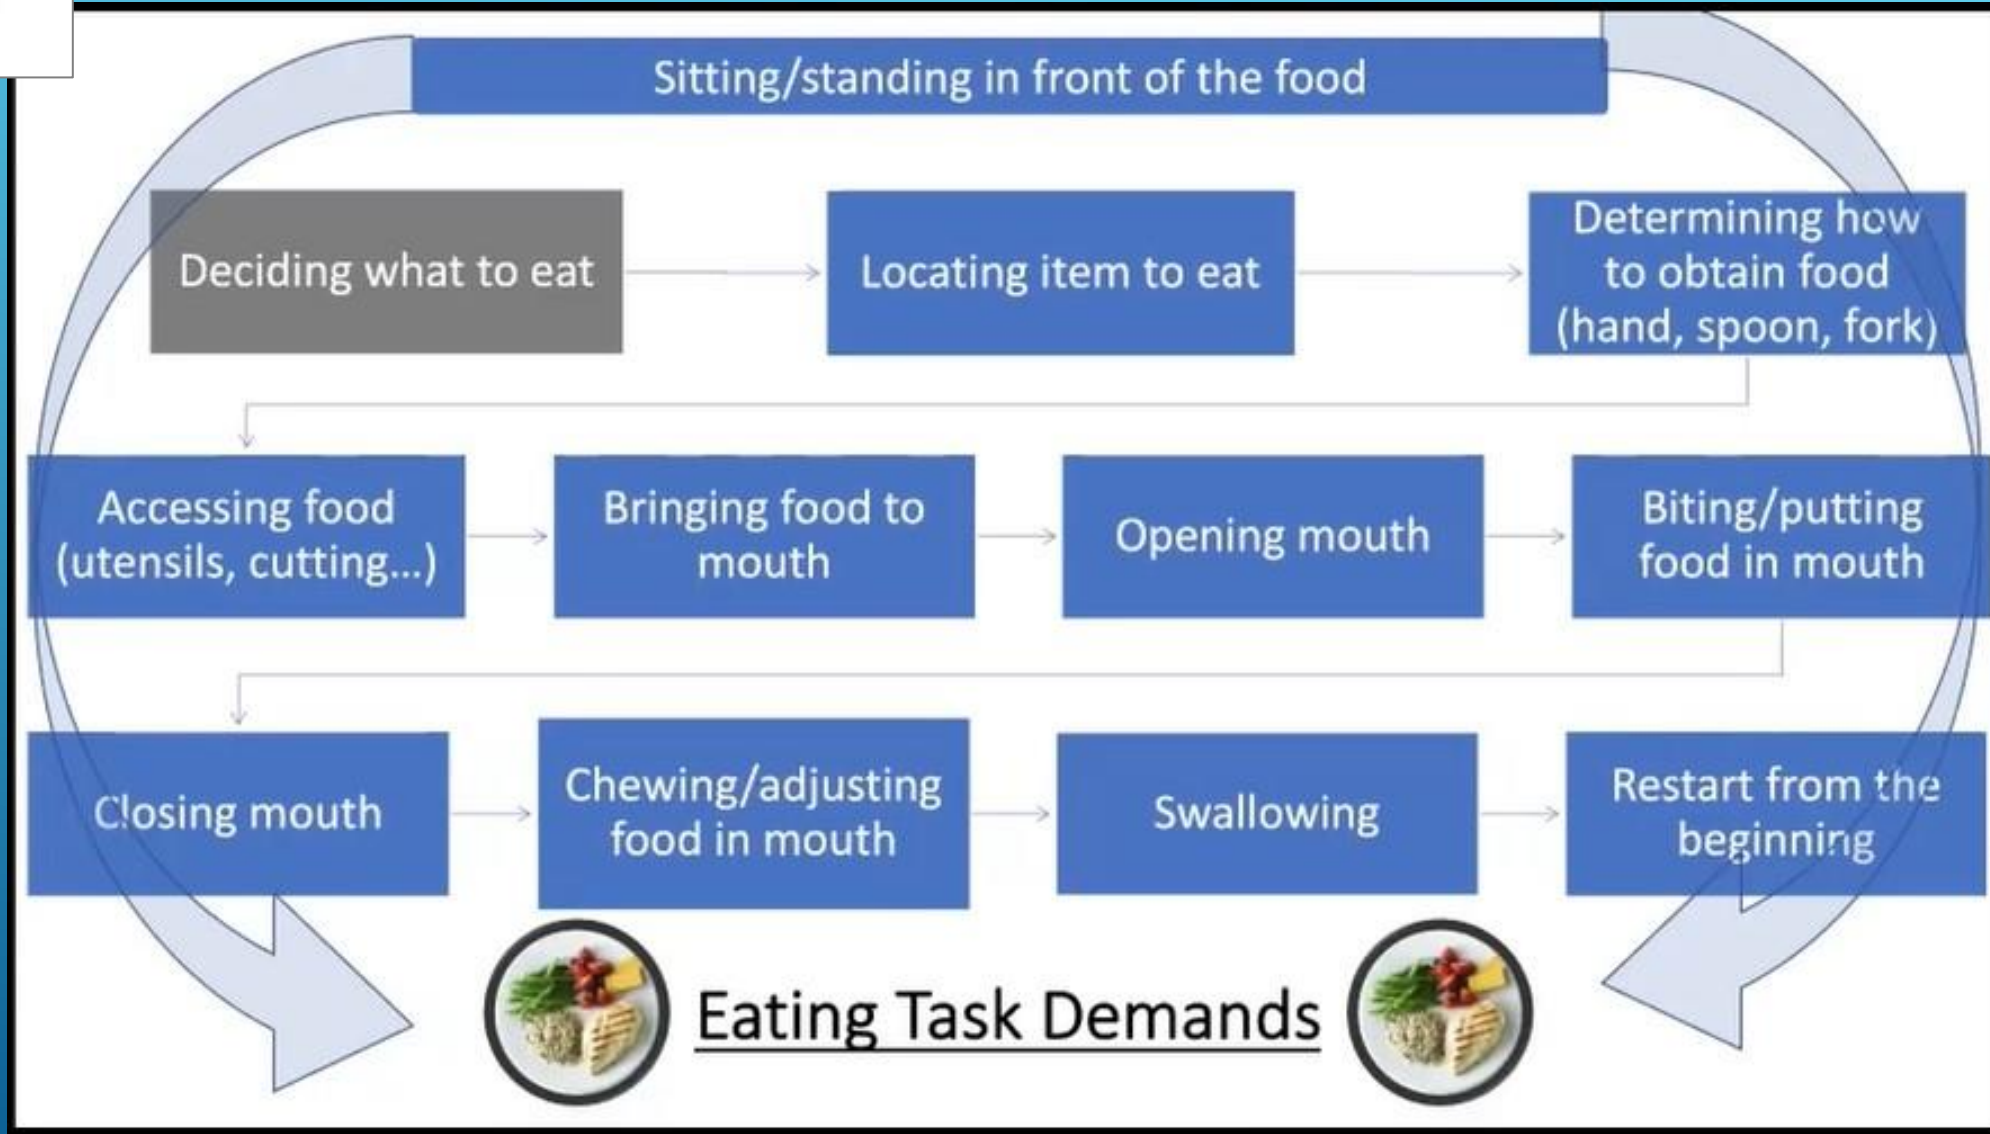 Sitting/standing in front of the food
Deciding what to eat
Locating item to eat
Determining how
to obtain food
(hand, spoon, fork)
Accessing food
(utensils, cutting...)
Bringing food to
mouth
Opening mouth
Biting/putting
food in mouth
Closing mouth
Chewing/adjusting
food in mouth
Swallowing
Restart from the
beginning
Eating Task Demands